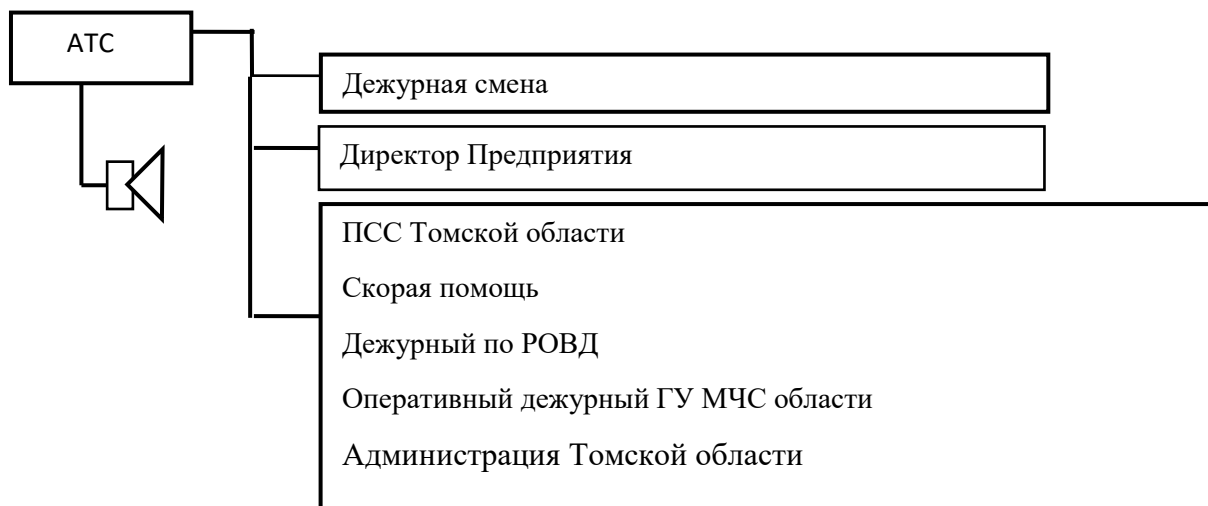 АТС
Дежурная смена
Директор Предприятия
ПСС Томской области
Скорая помощь
Дежурный по РОВД
Оперативный дежурный ГУ МЧС области
Администрация Томской области